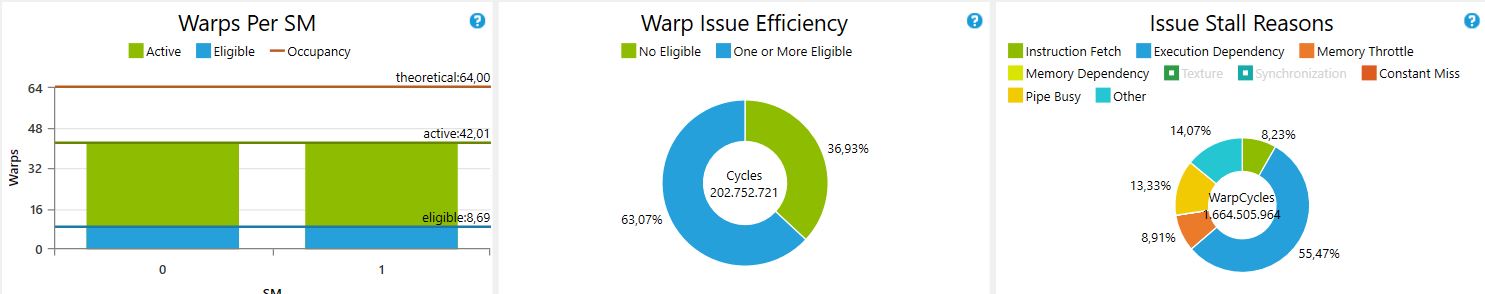 Warps Per SM
?
Active Eligible Occupancy
theoretical:64,00
64
48
active:42,01
32
16
eligible:8,69
0
Warps
0 1
SM
Warp Issue Efficiency
?
No Eligible One or More Eligible
36,93%
Cycles
202.752.721
63,07%
Issue Stall Reasons
?
Instruction Fetch Execution Dependency Memory Throttle
Memory Dependency Texture Synchronization Constant Miss
Pipe Busy Other
14,07% 8,23%
13,33%
WarpCycles
1.664.505.964
8,91%
55,47%